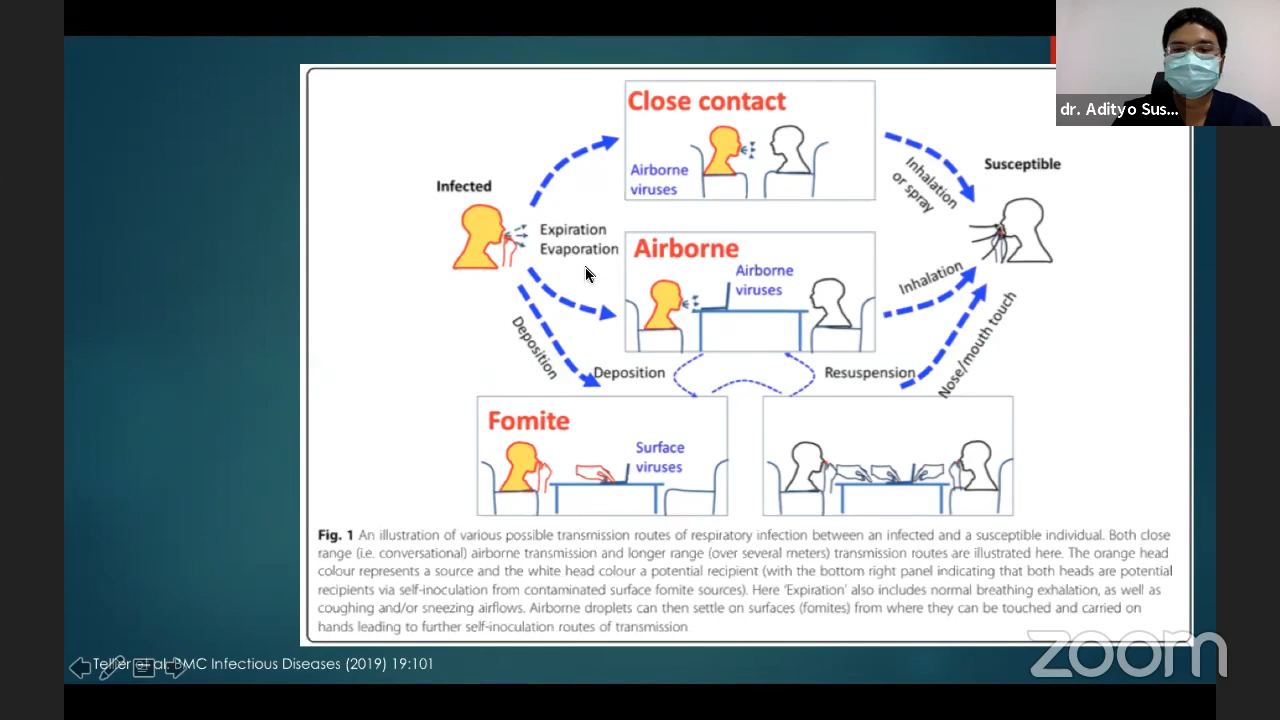 dr. Adityo Sus...
Close contact
Airborne
viruses
Infected
Susceptible
Inhalation
or spray
Expiration
Evaporation
Airborne
Airborne
viruses
Inhalation
Deposition
Deposition
Resuspension
Nose/mouth touch
Fomite
Surface
viruses
Fig. 1 An illustration of various possible transmission routes of respiratory infection between an infected and a susceptible individual. Both close
range (i.e. conversational) airborne transmission and longer range (over several meters) transmission routes are illustrated here. The orange head
colour represents a source and the white head colour a potential recipient (with the bottom right panel indicating that both heads are potential
recipients via self-inoculation from contaminated surface fomite sources). Here 'Expiration' also includes normal breathing exhalation, as well as
coughing and/or sneezing airflows. Airborne droplets can then settle on surfaces (fomites) from where they can be touched and carried on
hands leading to further self-inoculation routes of transmission
Tellier et al. BMC Infectious Diseases (2019) 19:101
zoom